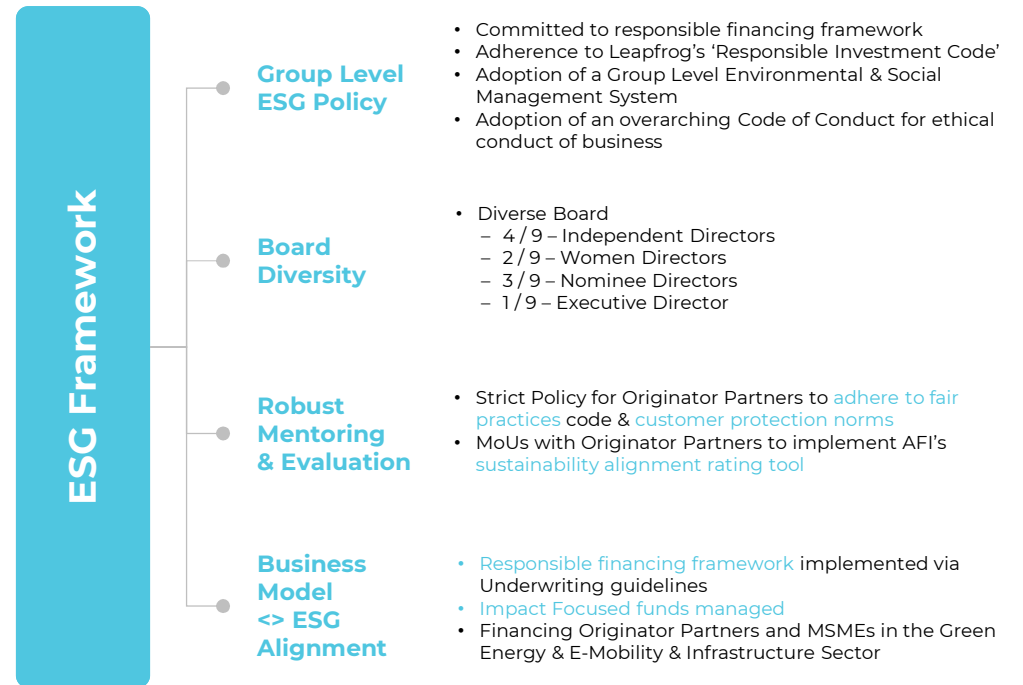 ESG Framework
Group Level
ESG Policy
• Committed to responsible financing framework
• Adherence to Leapfrog's ‘Responsible Investment Code’
• Adoption of a Group Level Environmental & Social
Management System
• Adoption of an overarching Code of Conduct for ethical
conduct of business
Board
Diversity
• Diverse Board
– 4 / 9 – Independent Directors
– 2 / 9 – Women Directors
– 3 / 9 – Nominee Directors
– 1 / 9 – Executive Director
Robust
Mentoring
& Evaluation
• Strict Policy for Originator Partners to adhere to fair
practices code & customer protection norms
• MoUs with Originator Partners to implement AFI's
sustainability alignment rating tool
Business
Model
<> ESG
Alignment
• Responsible financing framework implemented via
Underwriting guidelines
• Impact Focused funds managed
• Financing Originator Partners and MSMEs in the Green
Energy & E-Mobility & Infrastructure Sector